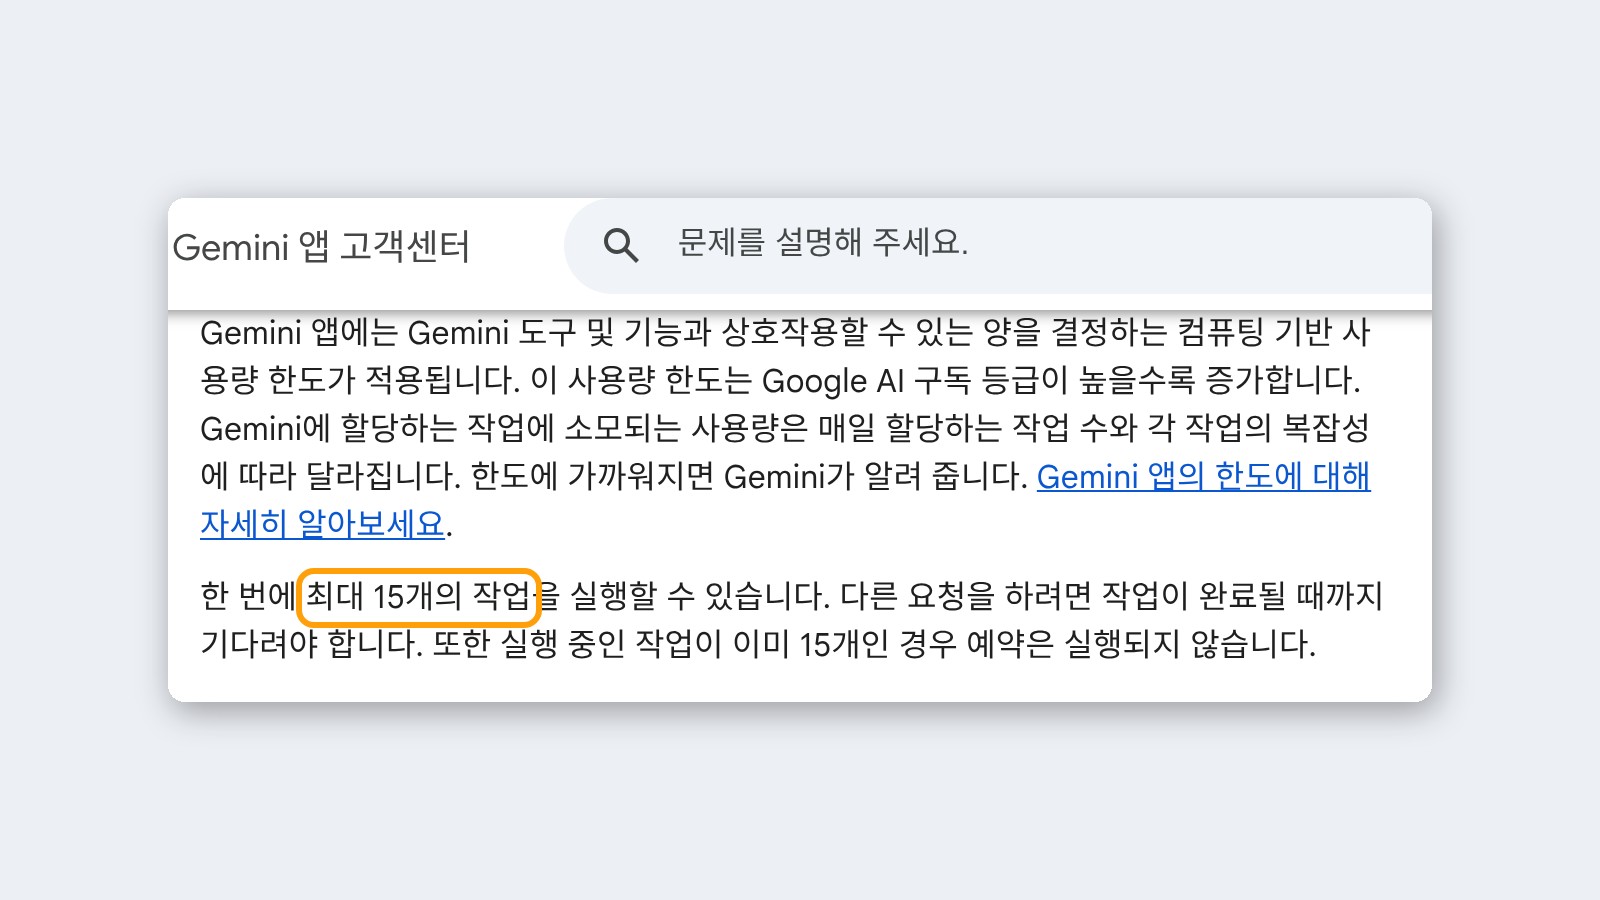 Gemini 앱 고객센터
문제를 설명해 주세요.
Gemini 앱에는 Gemini 도구 및 기능과 상호작용할 수 있는 양을 결정하는 컴퓨팅 기반 사
용량 한도가 적용됩니다. 이 사용량 한도는 Google AI 구독 등급이 높을수록 증가합니다.
Gemini에 할당하는 작업에 소모되는 사용량은 매일 할당하는 작업 수와 각 작업의 복잡성
에 따라 달라집니다. 한도에 가까워지면 Gemini가 알려 줍니다. Gemini 앱의 한도에 대해
자세히 알아보세요.
한 번에 최대 15개의 작업을 실행할 수 있습니다. 다른 요청을 하려면 작업이 완료될 때까지
기다려야 합니다. 또한 실행 중인 작업이 이미 15개인 경우 예약은 실행되지 않습니다.